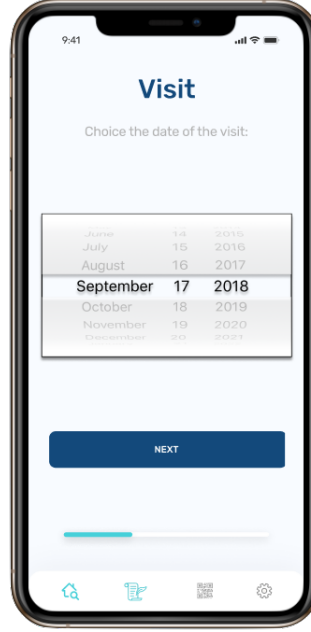 9:41
Visit
Choice the date of the visit:
June 14 2015
July 15 2016
August 16 2017
September 17 2018
October 18 2019
November 19 2020
December 20 2021
NEXT